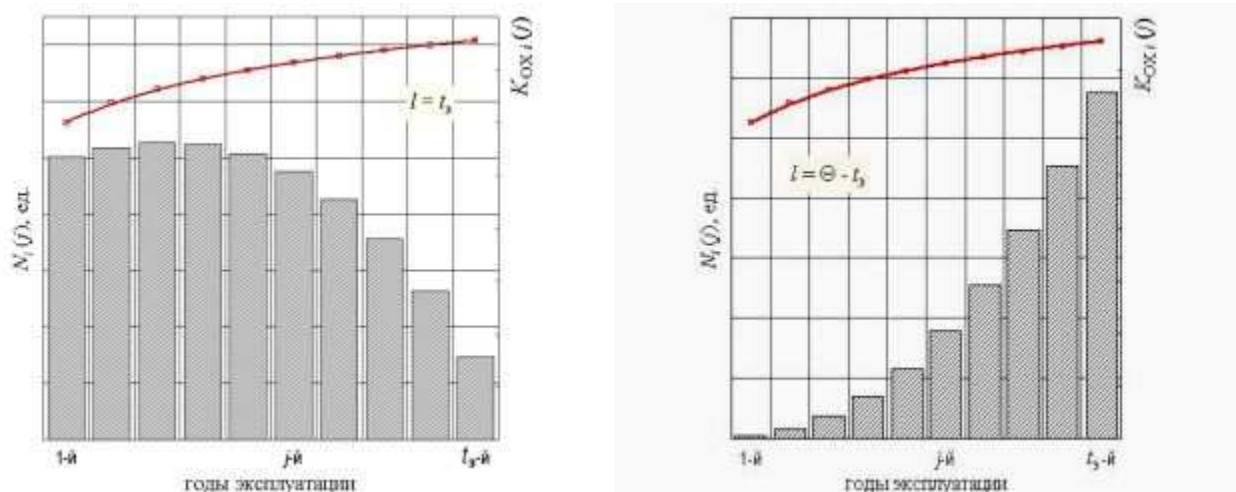 N_i (j), ед.
K_OX i (j)
l = t_э
1-й
j-й
t_э-й
годы эксплуатации
N_i (j), ед.
K_OX i (j)
l = Θ - t_э
1-й
j-й
t_э-й
годы эксплуатации